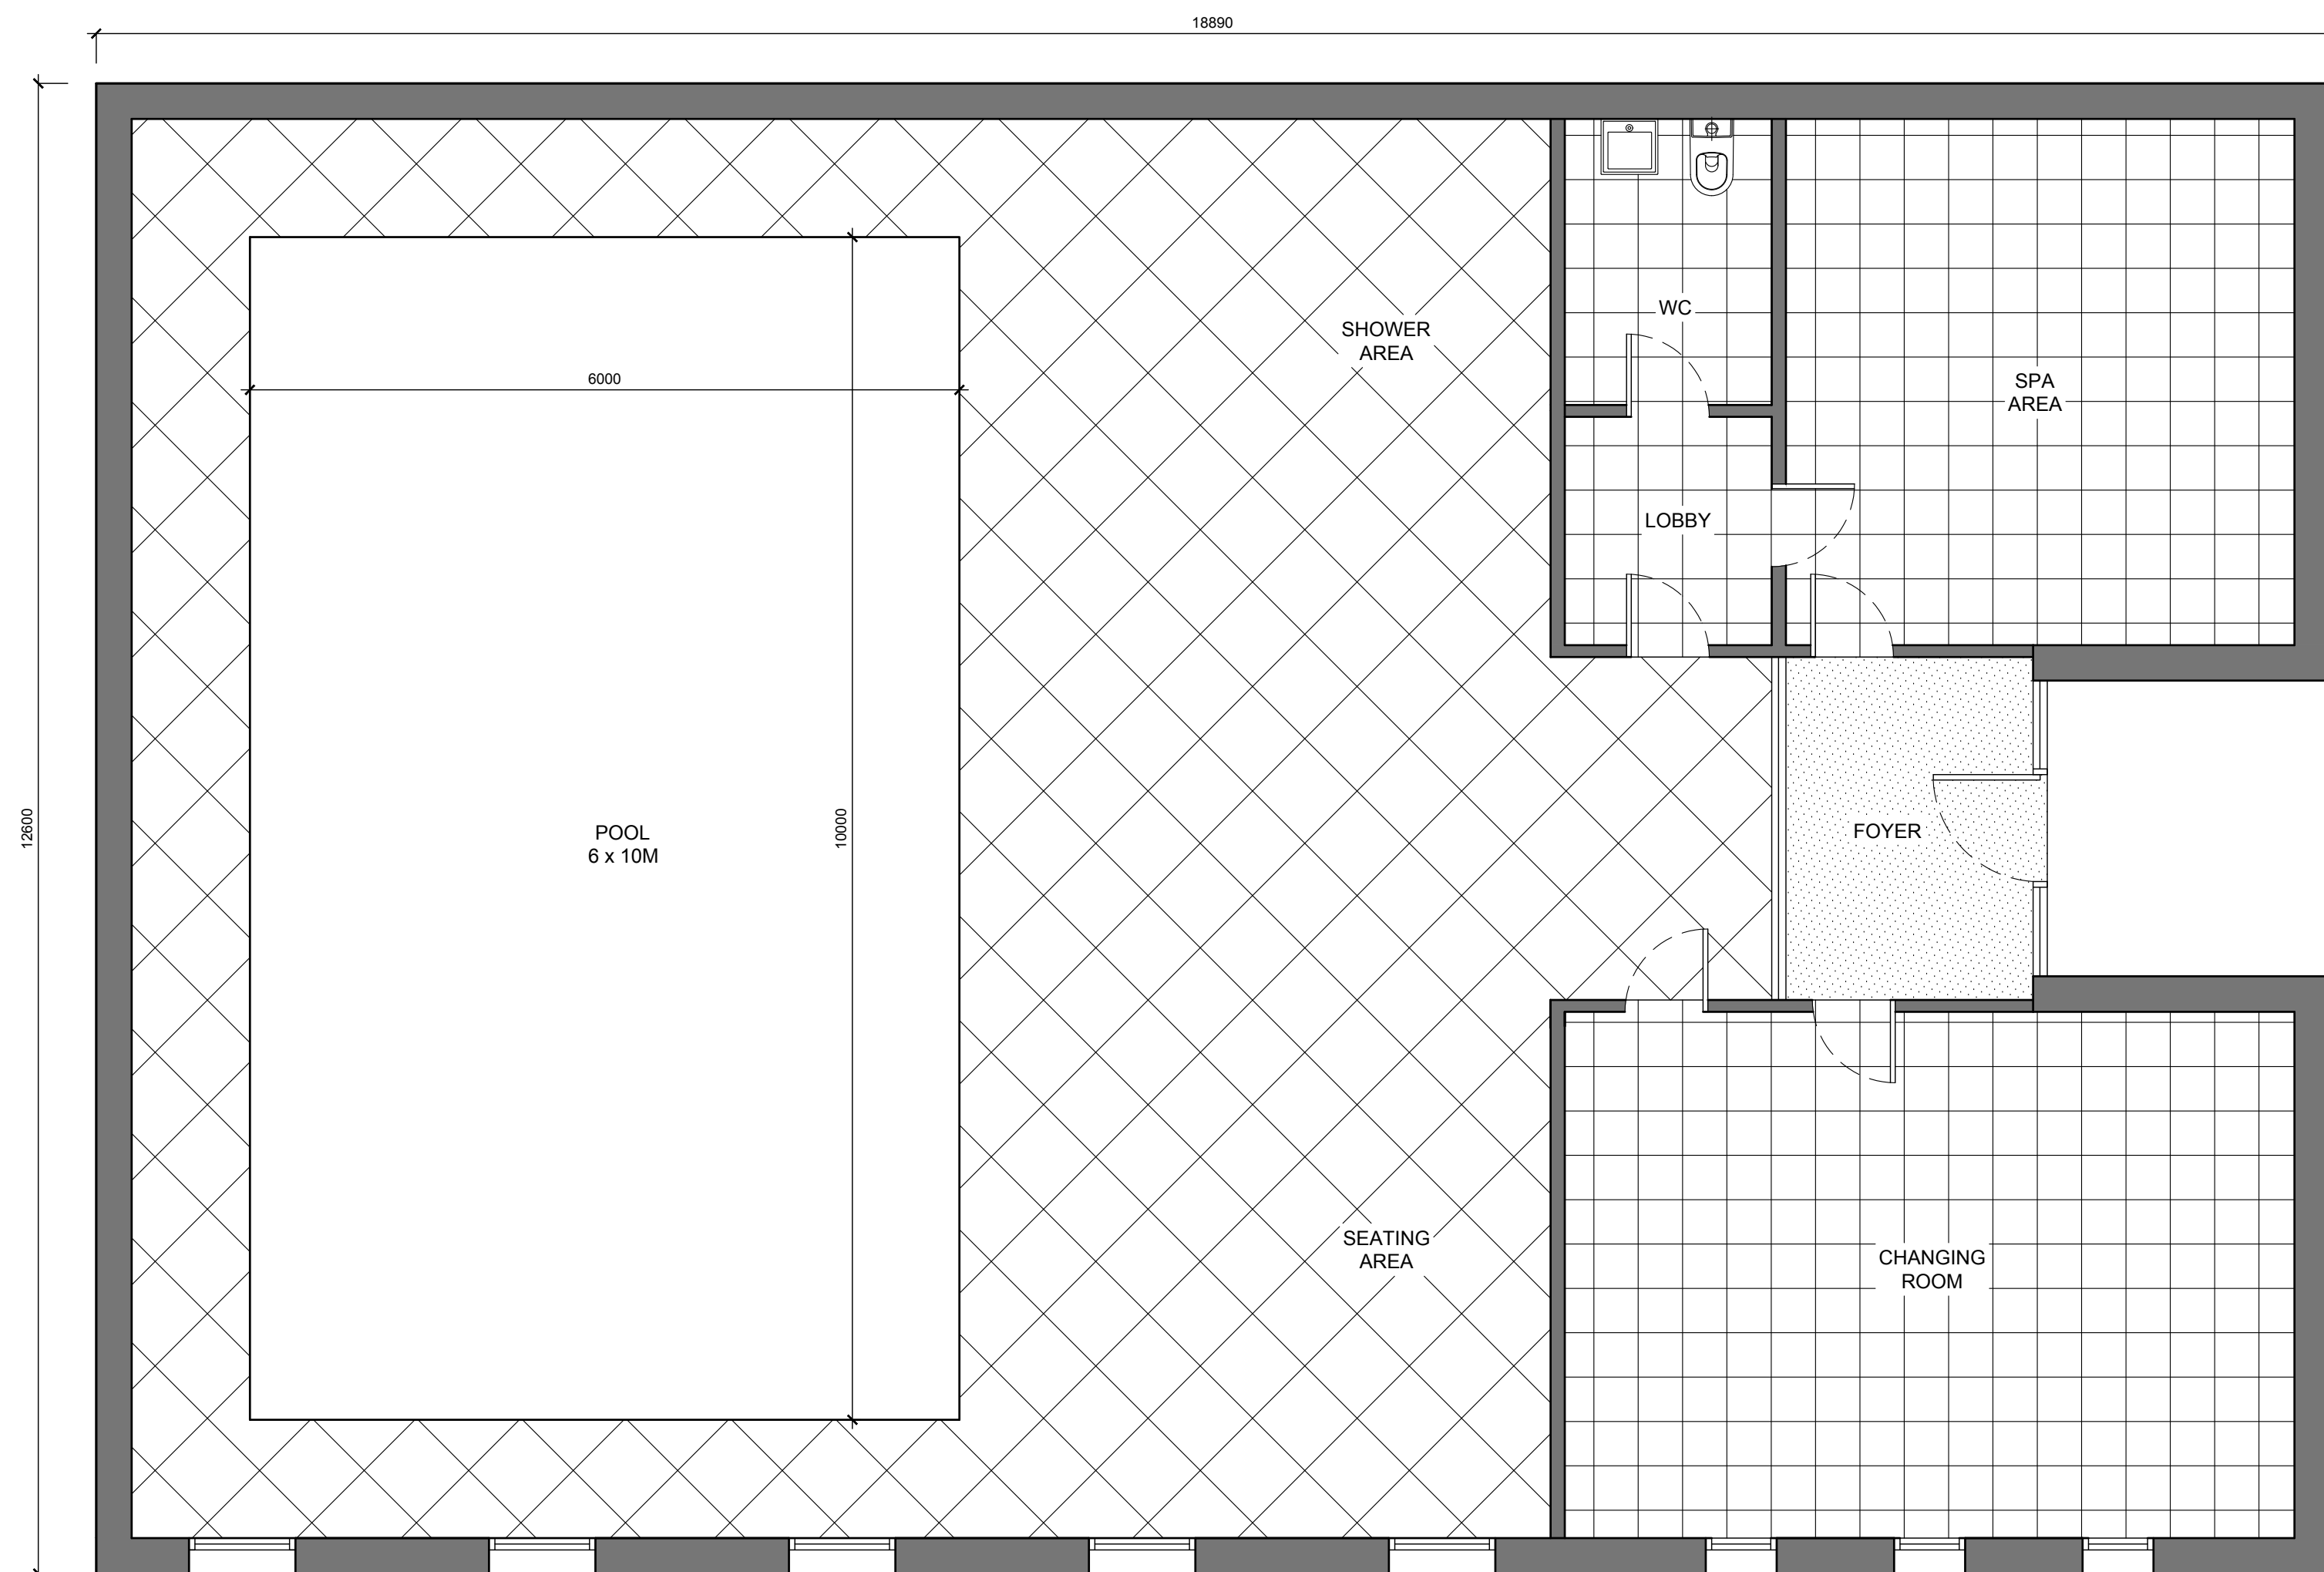 18890
SHOWER
AREA
WC
6000
SPA
AREA
LOBBY
12600
POOL
6 x 10M
10000
FOYER
SEATING
AREA
CHANGING
ROOM